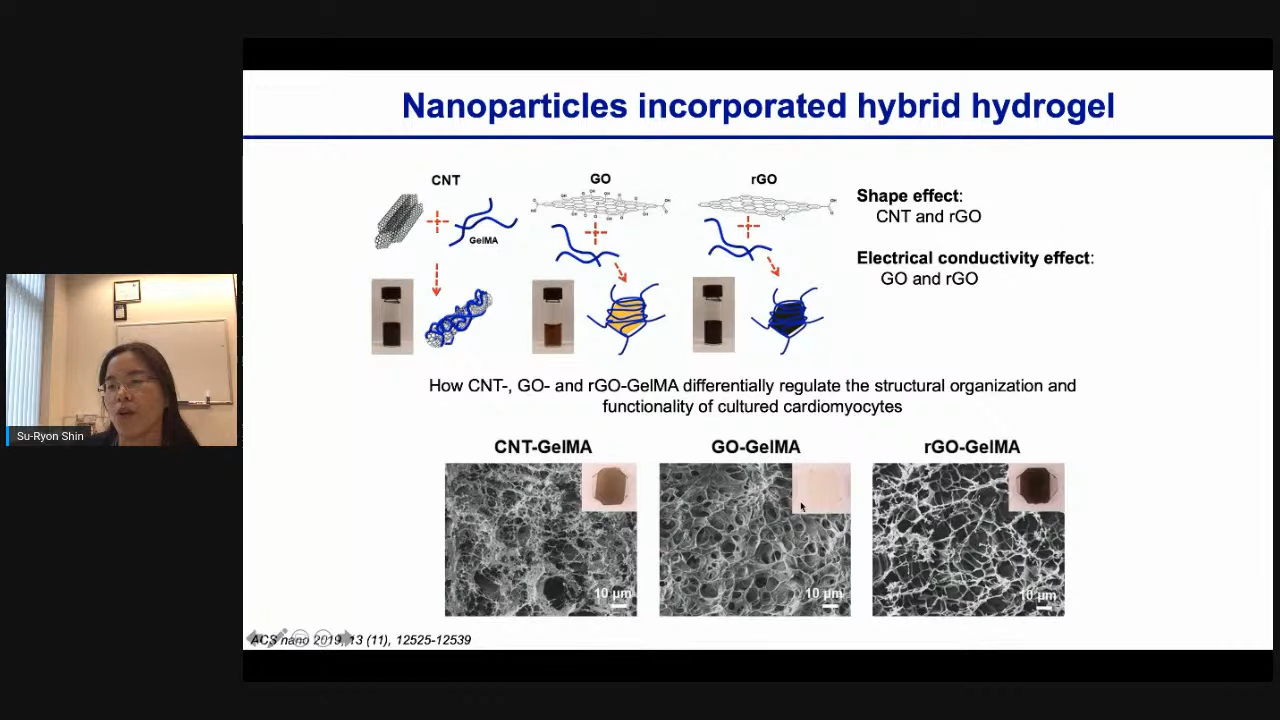 Nanoparticles incorporated hybrid hydrogel
CNT
GO
rGO
GelMA
Shape effect:
CNT and rGO
Electrical conductivity effect:
GO and rGO
How CNT-, GO- and rGO-GelMA differentially regulate the structural organization and
functionality of cultured cardiomyocytes
CNT-GelMA
GO-GelMA
rGO-GelMA
10 μm
10 μm
10 μm
ACS nano 2019, 13 (11), 12525-12539
Su-Ryon Shin